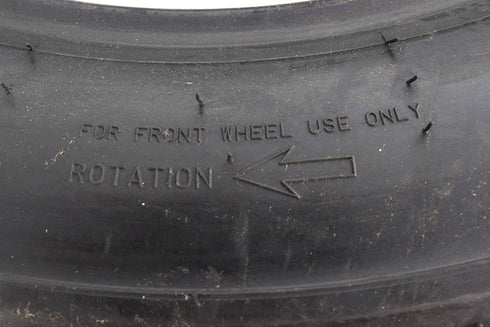 FOR FRONT WHEEL USE ONLY
ROTATION